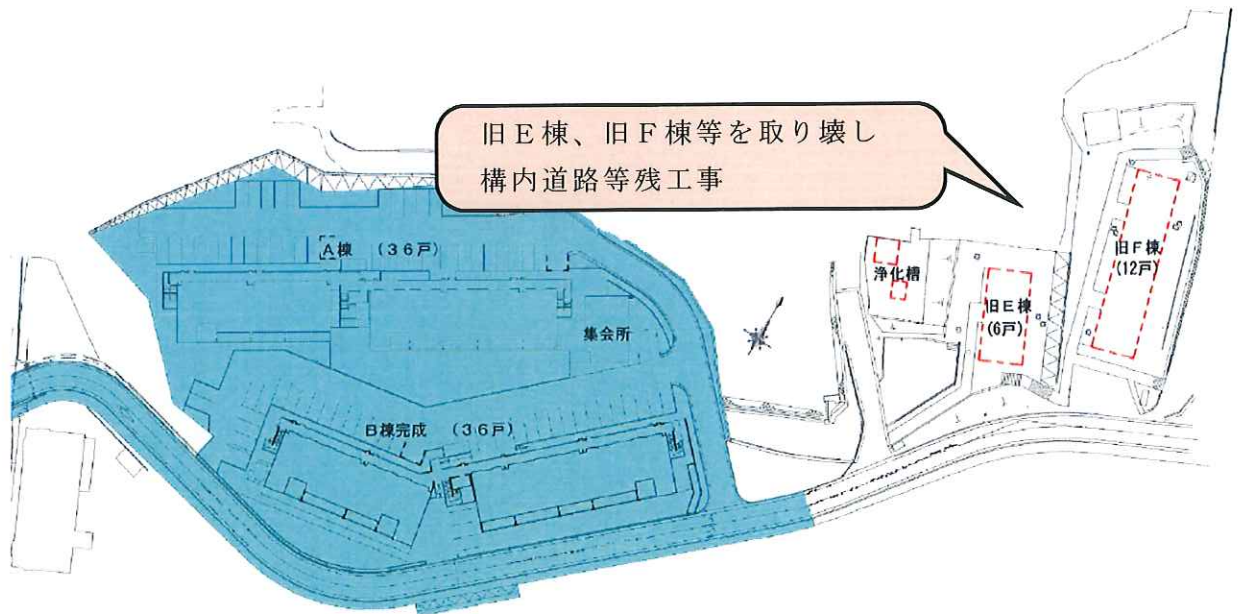 旧E棟、旧F棟等を取り壊し
構内道路等残工事
A棟　(36戸)
旧F棟
(12戸)
浄化槽
旧E棟
(6戸)
集会所
B棟完成　(36戸)